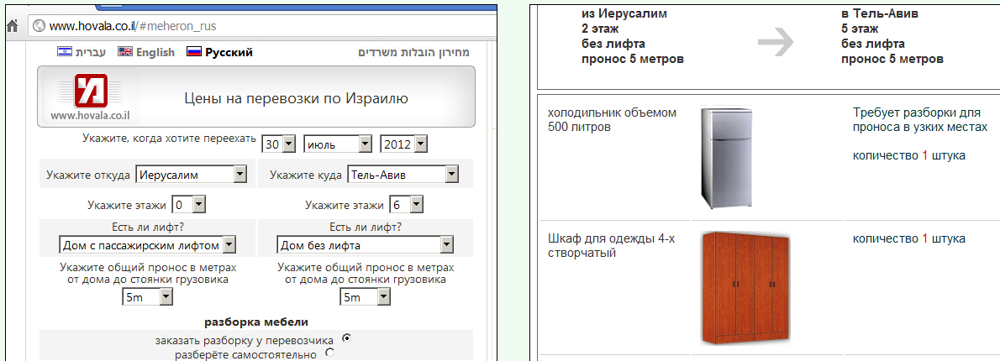 www.hovala.co.il/#meheron_rus
עברית English Русский מחירון הובלות משרדים
www.hovala.co.il
Цены на перевозки по Израилю
Укажите, когда хотите переехать 30 июль 2012
Укажите откуда Иерусалим Укажите куда Тель-Авив
Укажите этажи 0 Укажите этажи 6
Есть ли лифт? Есть ли лифт?
Дом с пассажирским лифтом Дом без лифта
Укажите общий пронос в метрах Укажите общий пронос в метрах
от дома до стоянки грузовика от дома до стоянки грузовика
5m 5m
разборка мебели
заказать разборку у перевозчика
разберёте самостоятельно
из Иерусалим в Тель-Авив
2 этаж 5 этаж
без лифта без лифта
пронос 5 метров пронос 5 метров
холодильник объемом Требует разборки для
500 литров проноса в узких местах
количество 1 штука
Шкаф для одежды 4-х количество 1 штука
створчатый